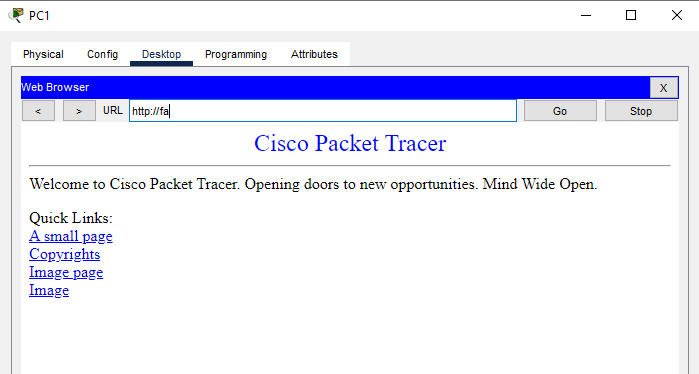 PC1
Physical Config Desktop Programming Attributes
Web Browser X
< > URL http://fa Go Stop
Cisco Packet Tracer
Welcome to Cisco Packet Tracer. Opening doors to new opportunities. Mind Wide Open.
Quick Links:
A small page
Copyrights
Image page
Image